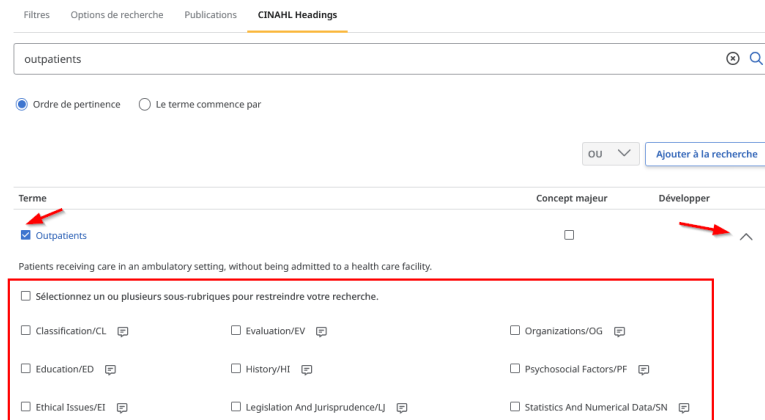 Filtres Options de recherche Publications CINAHL Headings
outpatients
Ordre de pertinence Le terme commence par
OU Ajouter à la recherche
Terme Concept majeur Développer
Outpatients
Patients receiving care in an ambulatory setting, without being admitted to a health care facility.
Sélectionnez un ou plusieurs sous-rubriques pour restreindre votre recherche.
Classification/CL Evaluation/EV Organizations/OG
Education/ED History/HI Psychosocial Factors/PF
Ethical Issues/EI Legislation And Jurisprudence/LJ Statistics And Numerical Data/SN